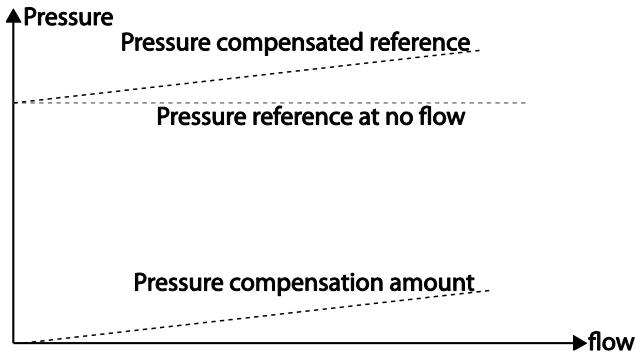 Pressure
Pressure compensated reference
Pressure reference at no flow
Pressure compensation amount
flow